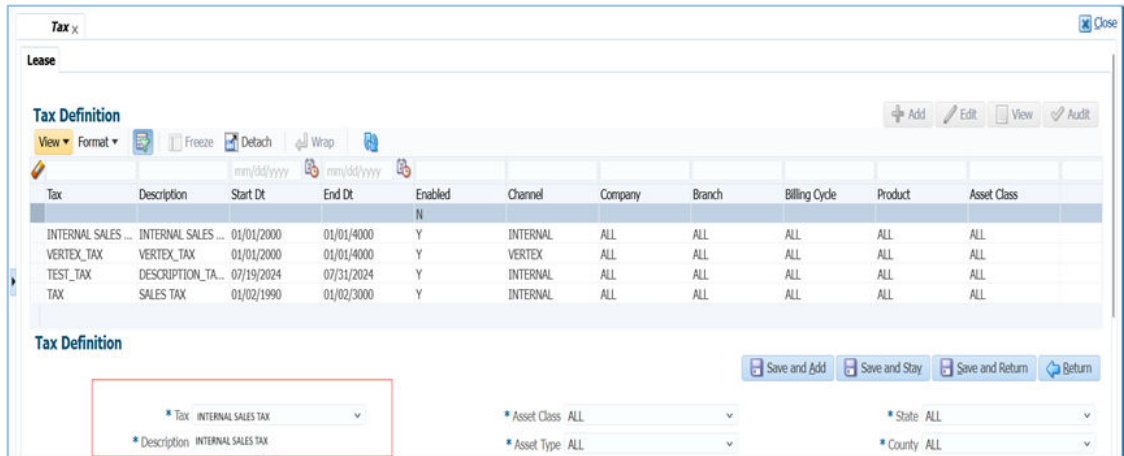 Tax x
Close
Lease
Tax Definition
Add Edit View Audit
View Format Freeze Detach Wrap
mm/dd/yyyy mm/dd/yyyy
Tax Description Start Dt End Dt Enabled Channel Company Branch Billing Cycle Product Asset Class
N
INTERNAL SALES ... INTERNAL SALES ... 01/01/2000 01/01/4000 Y INTERNAL ALL ALL ALL ALL ALL
VERTEX_TAX VERTEX_TAX 01/01/2000 01/01/4000 Y VERTEX ALL ALL ALL ALL ALL
TEST_TAX DESCRIPTION_TA... 07/19/2024 07/31/2024 Y INTERNAL ALL ALL ALL ALL ALL
TAX SALES TAX 01/02/1990 01/02/3000 Y INTERNAL ALL ALL ALL ALL ALL
Tax Definition
Save and Add Save and Stay Save and Return Return
* Tax INTERNAL SALES TAX * Asset Class ALL * State ALL
* Description INTERNAL SALES TAX * Asset Type ALL * County ALL